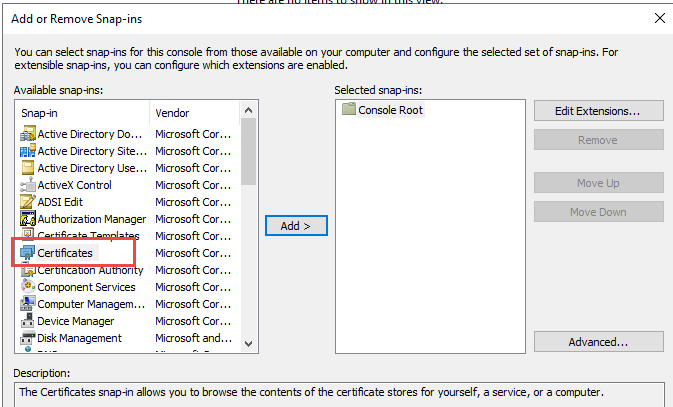 There are no items to show in this view.
Add or Remove Snap-ins
You can select snap-ins for this console from those available on your computer and configure the selected set of snap-ins. For
extensible snap-ins, you can configure which extensions are enabled.
Available snap-ins:
Selected snap-ins:
Snap-in Vendor
Active Directory Do... Microsoft Cor...
Active Directory Site... Microsoft Cor...
Active Directory Use... Microsoft Cor...
ActiveX Control Microsoft Cor...
ADSI Edit Microsoft Cor...
Authorization Manager Microsoft Cor...
Certificate Templates Microsoft Cor...
Certificates Microsoft Cor...
Certification Authority Microsoft Cor...
Component Services Microsoft Cor...
Computer Managem... Microsoft Cor...
Device Manager Microsoft Cor...
Disk Management Microsoft and...
Add >
Console Root
Edit Extensions...
Remove
Move Up
Move Down
Advanced...
Description:
The Certificates snap-in allows you to browse the contents of the certificate stores for yourself, a service, or a computer.